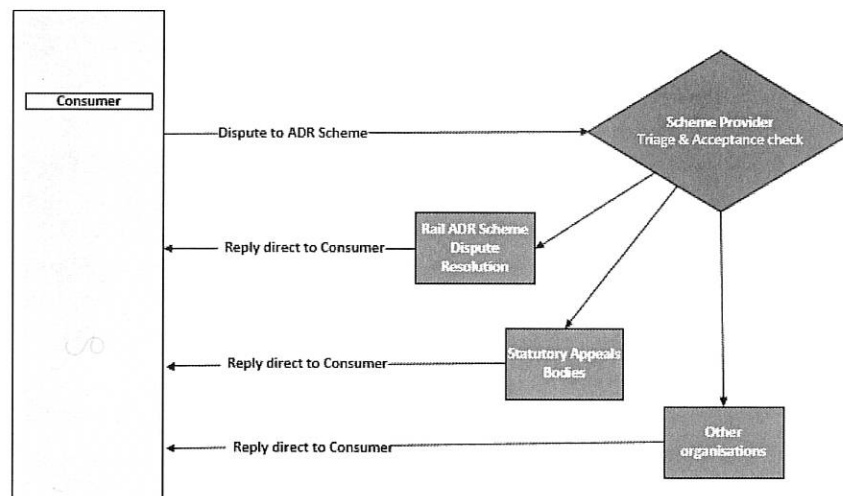 Consumer
Dispute to ADR Scheme
Scheme Provider
Triage & Acceptance check
Rail ADR Scheme
Dispute
Resolution
Reply direct to Consumer
Statutory Appeals
Bodies
Reply direct to Consumer
Other
organisations
Reply direct to Consumer